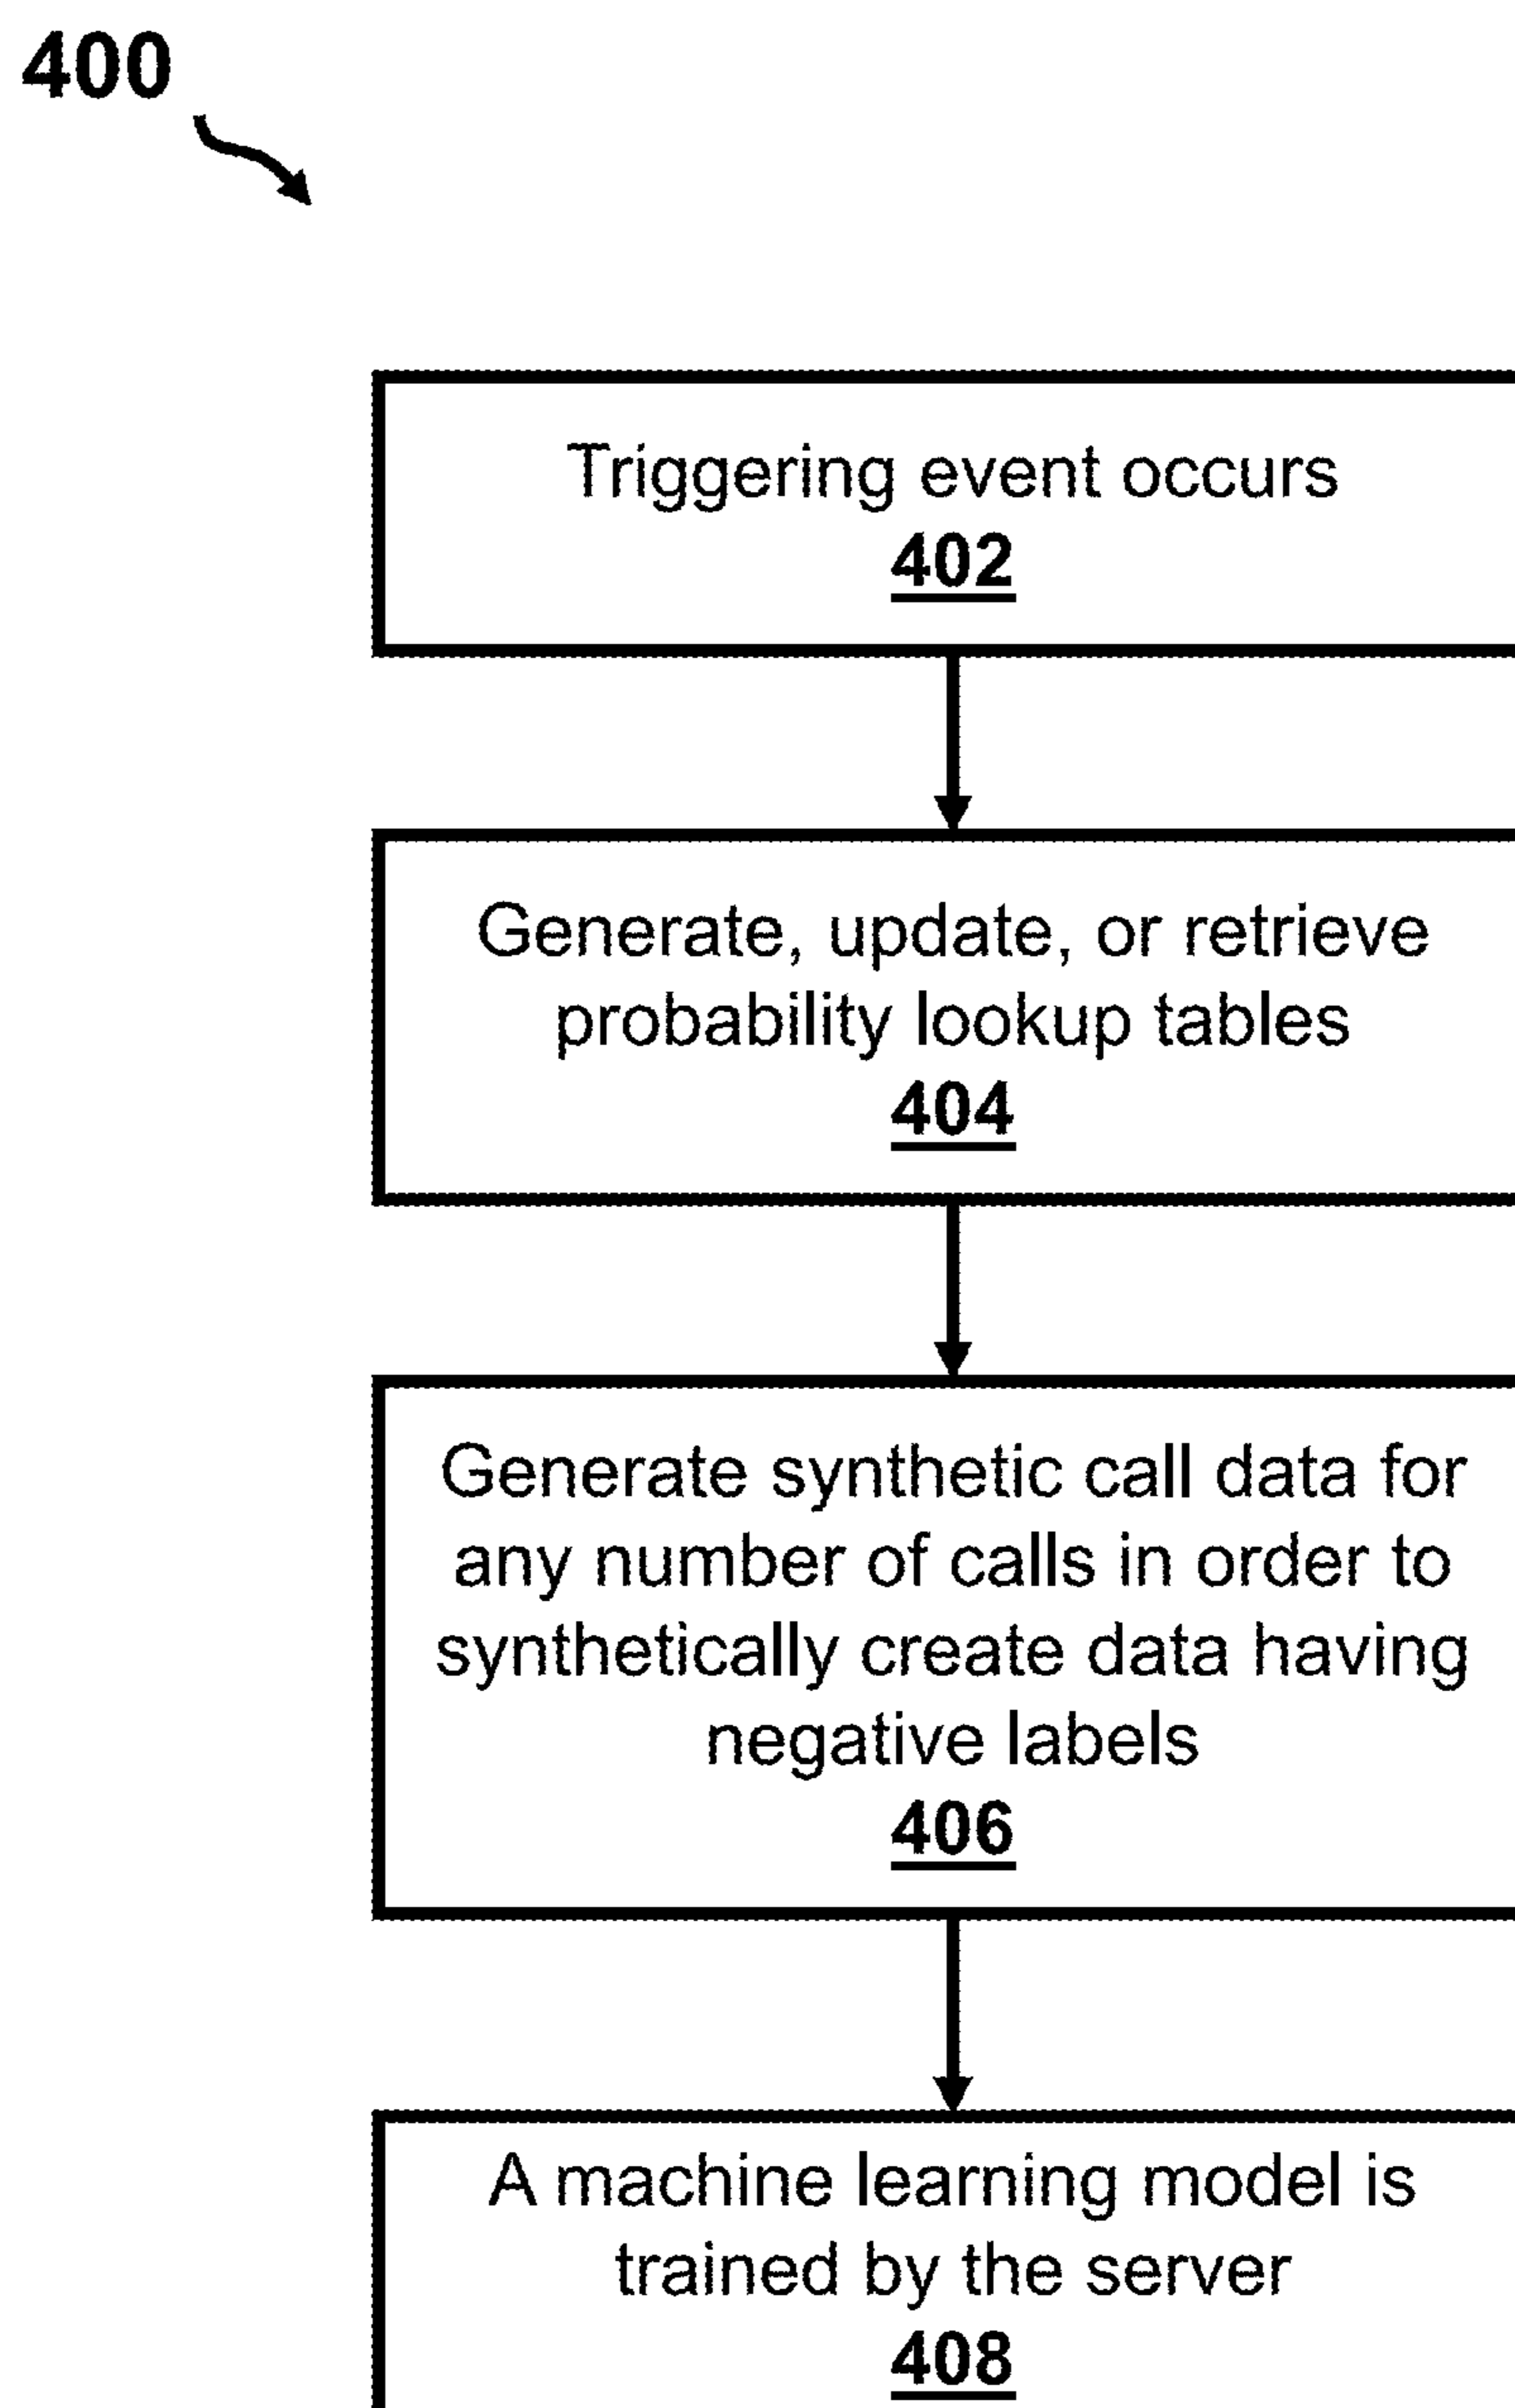 400
Triggering event occurs
402
Generate, update, or retrieve
probability lookup tables
404
Generate synthetic call data for
any number of calls in order to
synthetically create data having
negative labels
406
A machine learning model is
trained by the server
408